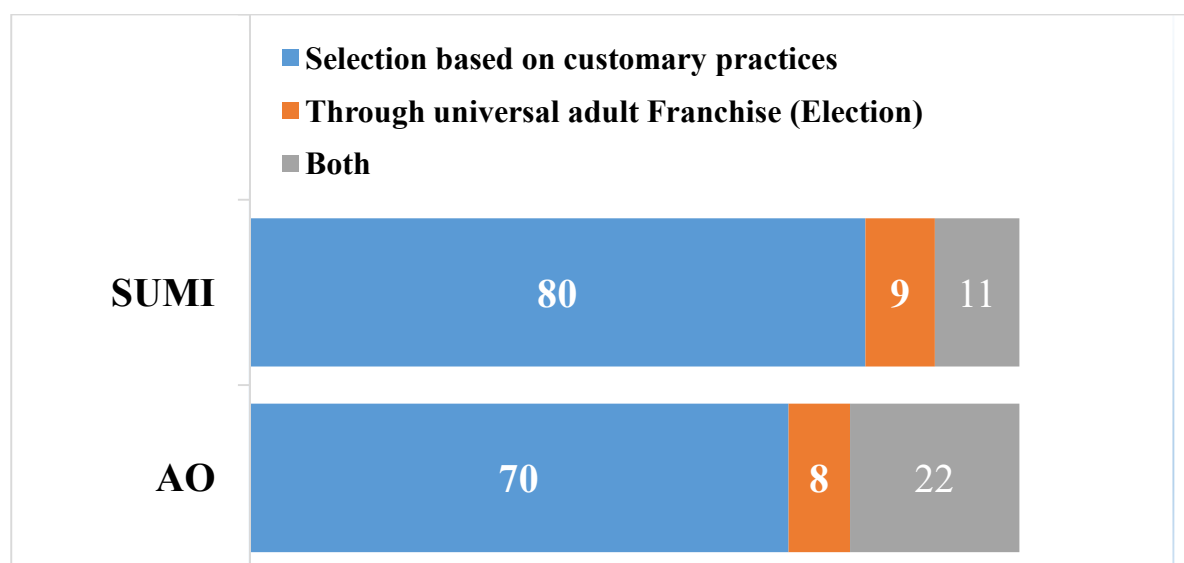 Selection based on customary practices
Through universal adult Franchise (Election)
Both
SUMI 80 9 11
AO 70 8 22